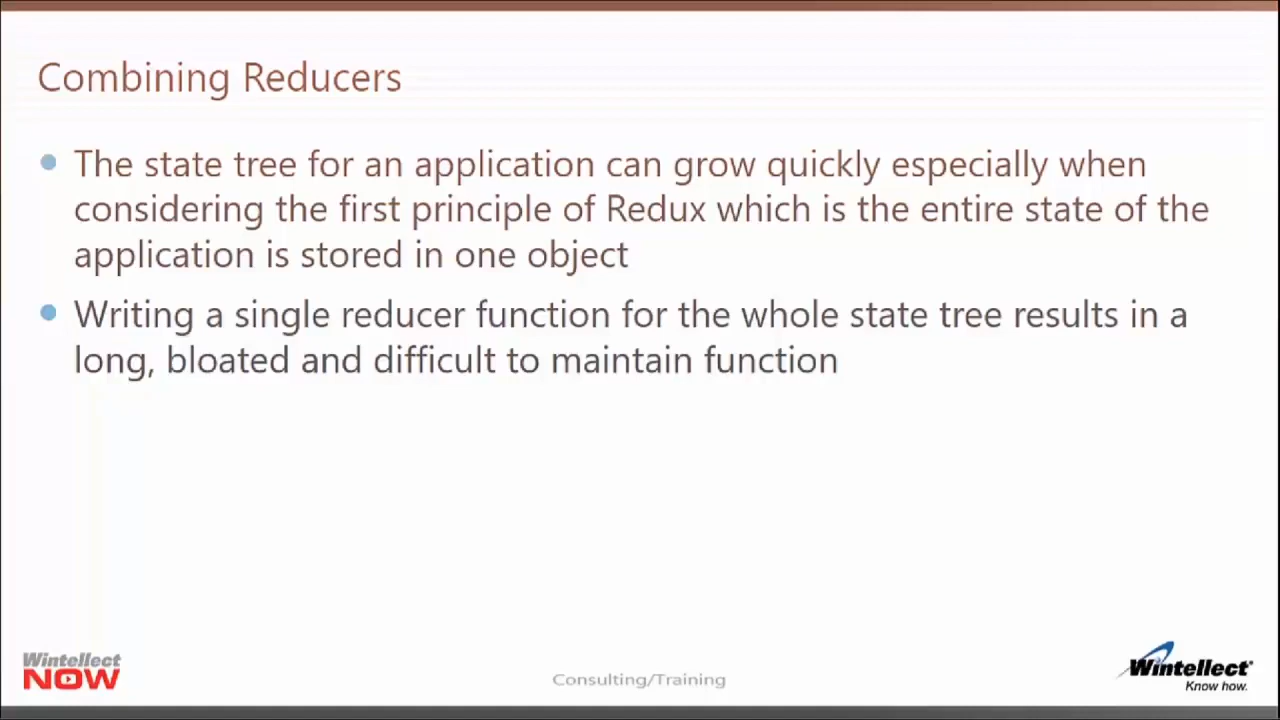 Combining Reducers
The state tree for an application can grow quickly especially when
considering the first principle of Redux which is the entire state of the
application is stored in one object
Writing a single reducer function for the whole state tree results in a
long, bloated and difficult to maintain function
Wintellect
NOW
Consulting/Training
Wintellect
Know how.